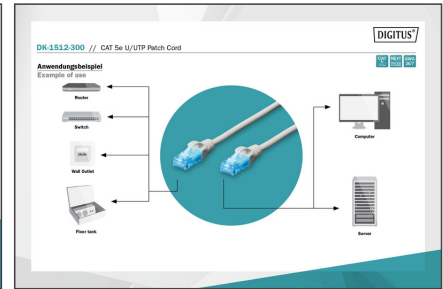 DIGITUS®
DK-1512-300 // CAT 5e U/UTP Patch Cord
Anwendungsbeispiel
Example of use
Router
Switch
Wall Outlet
Floor tank
Computer
Server